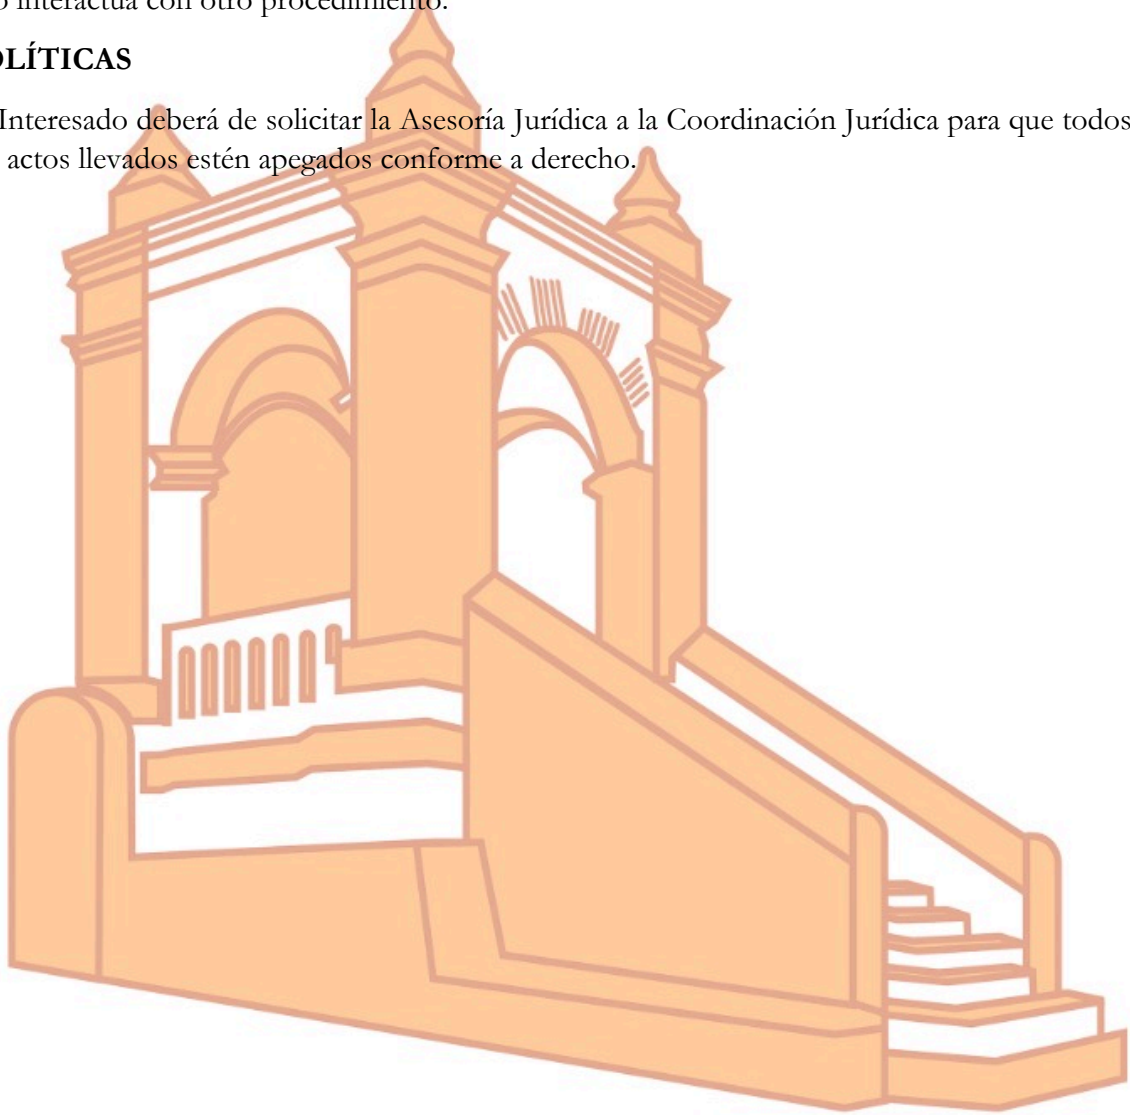 interactúa con otro procedimiento.
OLÍTICAS
Interesado deberá de solicitar la Asesoría Jurídica a la Coordinación Jurídica para que todos
actos llevados estén apegados conforme a derecho.